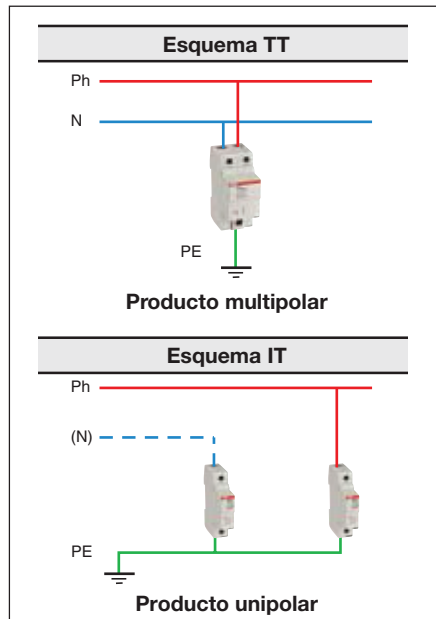 Esquema TT
Ph
N
PE
Producto multipolar
Esquema IT
Ph
(N)
PE
Producto unipolar